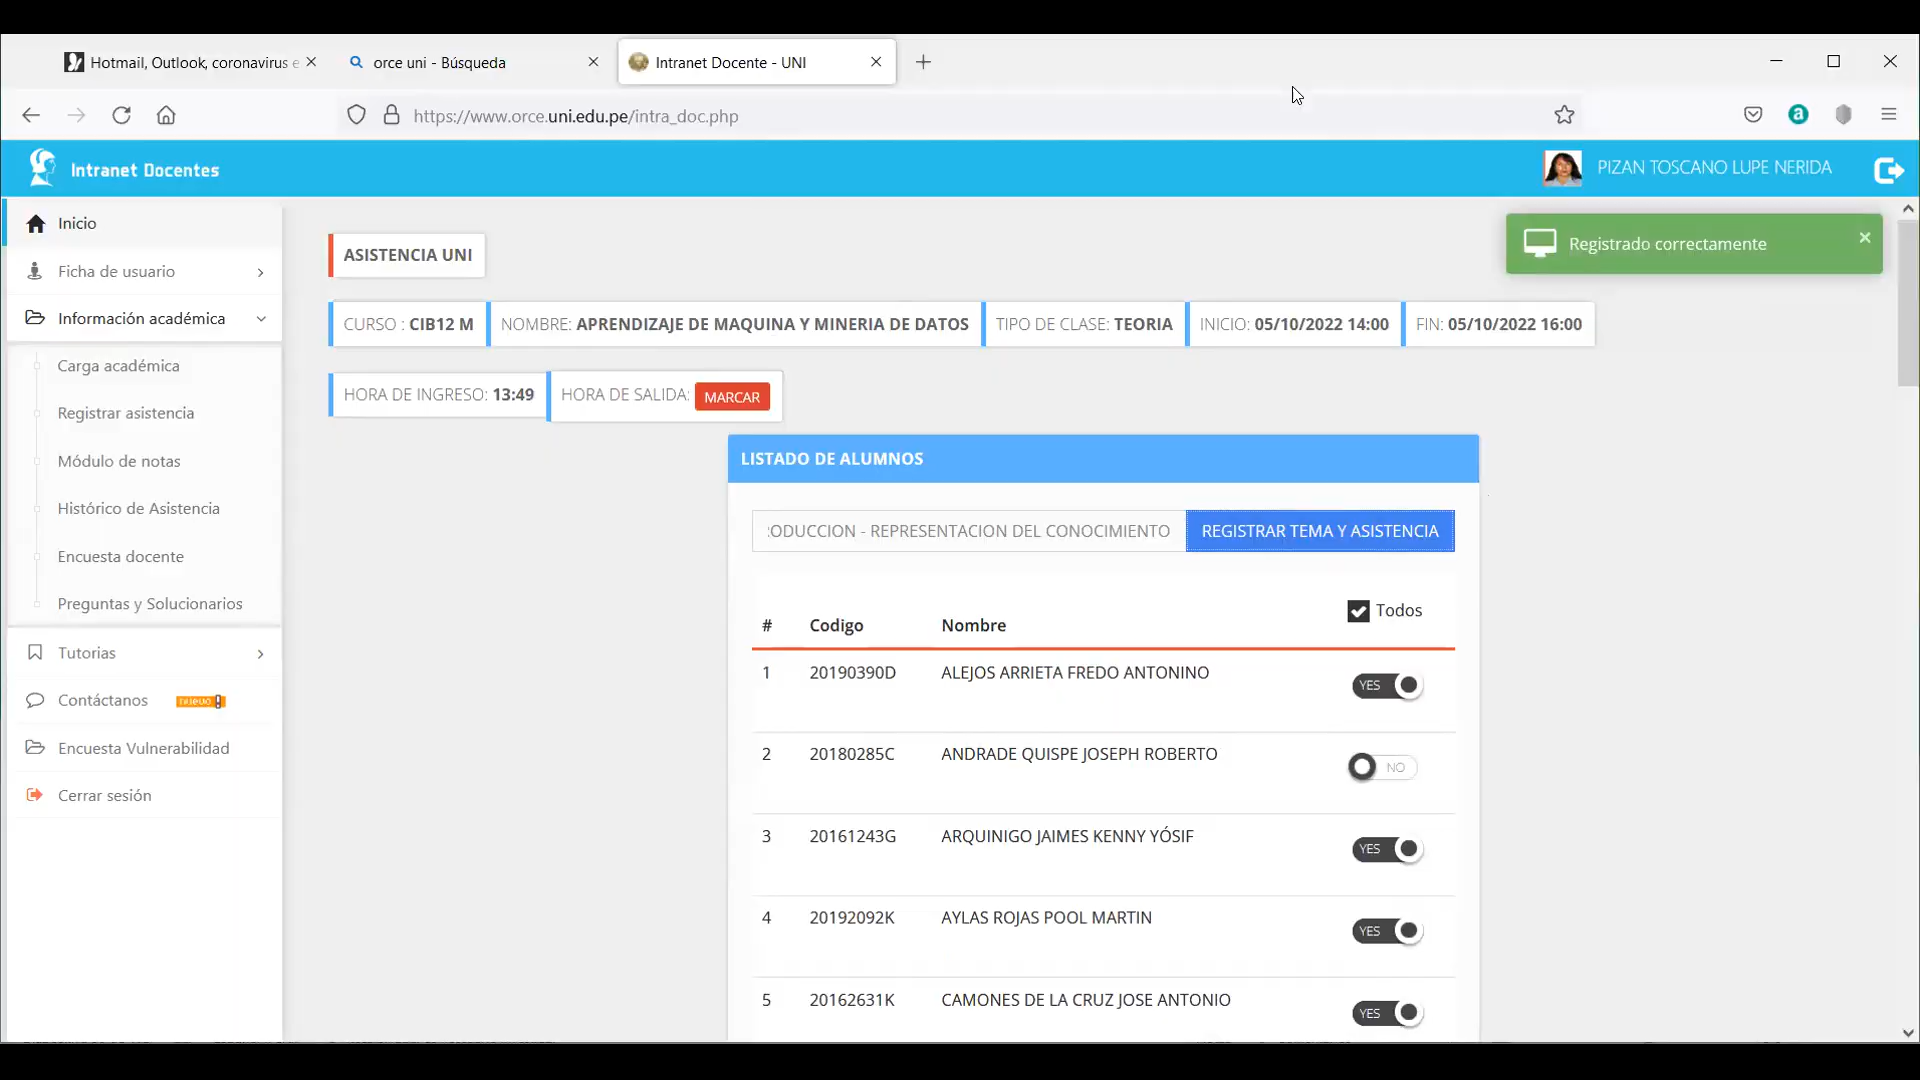 Hotmail, Outlook, coronavirus e
orce uni - Búsqueda
Intranet Docente - UNI
https://www.orce.uni.edu.pe/intra_doc.php
a
Intranet Docentes
PIZAN TOSCANO LUPE NERIDA
Registrado correctamente
Inicio
Ficha de usuario
Información académica
Carga académica
Registrar asistencia
Módulo de notas
Histórico de Asistencia
Encuesta docente
Preguntas y Solucionarios
Tutorias
Contáctanos
Encuesta Vulnerabilidad
Cerrar sesión
ASISTENCIA UNI
CURSO : CIB12 M NOMBRE: APRENDIZAJE DE MAQUINA Y MINERIA DE DATOS TIPO DE CLASE: TEORIA INICIO: 05/10/2022 14:00 FIN: 05/10/2022 16:00
HORA DE INGRESO: 13:49 HORA DE SALIDA: MARCAR
LISTADO DE ALUMNOS
ODUCCION - REPRESENTACION DEL CONOCIMIENTO REGISTRAR TEMA Y ASISTENCIA
# Codigo Nombre Todos
1 20190390D ALEJOS ARRIETA FREDO ANTONINO YES
2 20180285C ANDRADE QUISPE JOSEPH ROBERTO NO
3 20161243G ARQUINIGO JAIMES KENNY YÓSIF YES
4 20192092K AYLAS ROJAS POOL MARTIN YES
5 20162631K CAMONES DE LA CRUZ JOSE ANTONIO YES